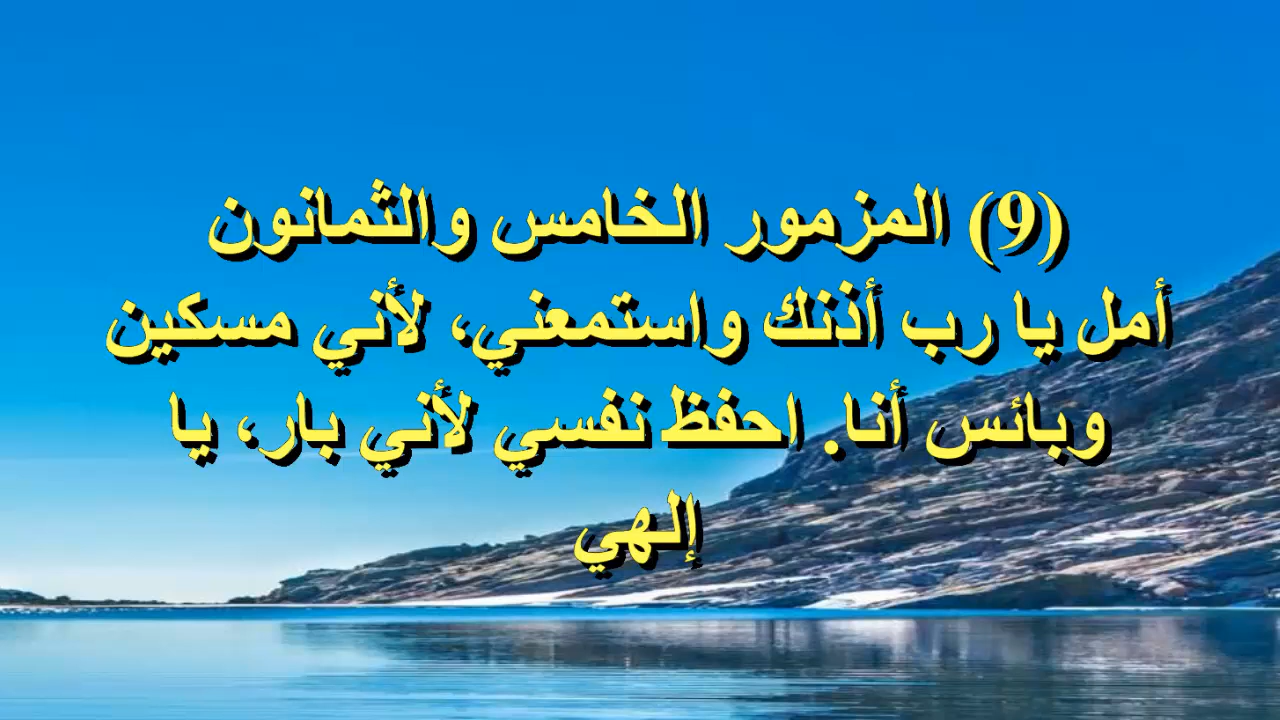 (9) المزمور الخامس والثمانون
أمل يا رب أذنك واستمعني، لأني مسكين
وبائس أنا. احفظ نفسي لأني بار، يا
إلهي